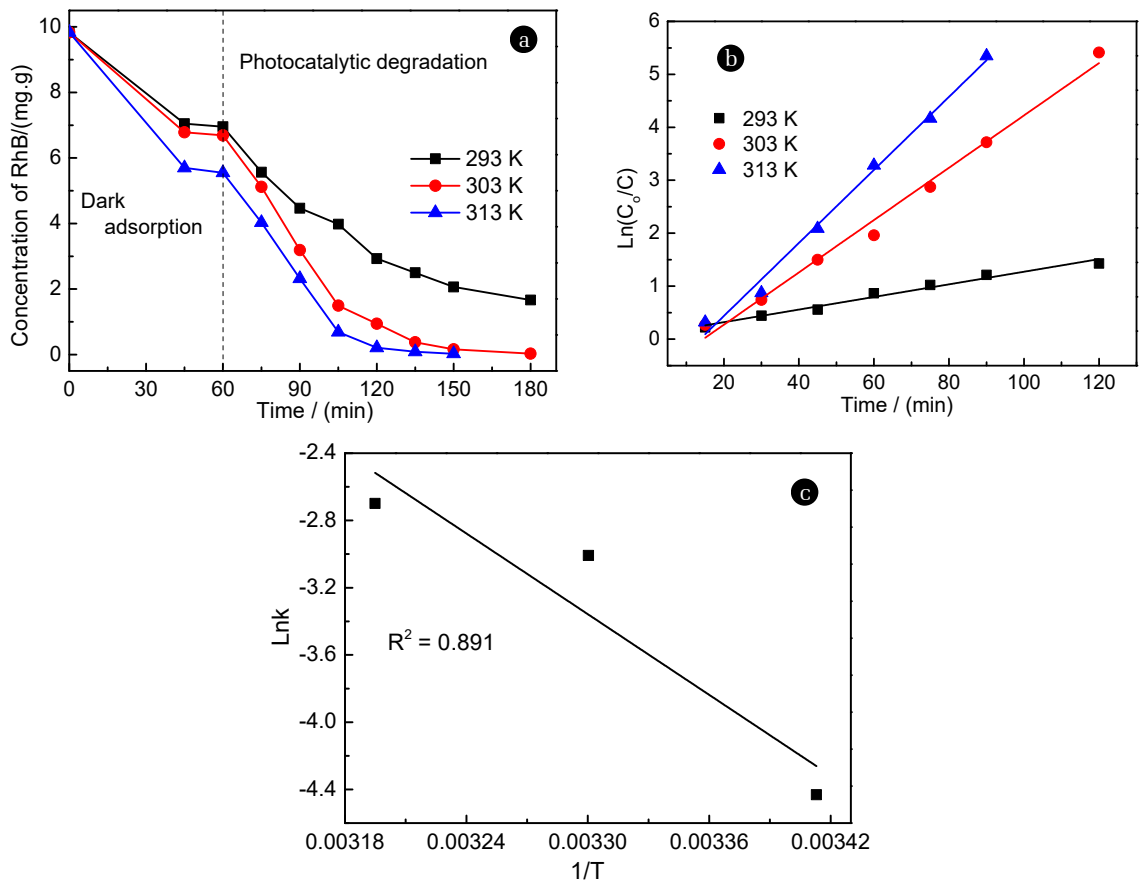 a
Concentration of RhB/(mg.g)
10
8
6
4
2
0
Photocatalytic degradation
293 K
303 K
313 K
Dark
adsorption
0 30 60 90 120 150 180
Time / (min)
b
Ln(Co/C)
6
5
4
3
2
1
0
293 K
303 K
313 K
20 40 60 80 100 120
Time / (min)
c
Lnk
-2.4
-2.8
-3.2
-3.6
-4.0
-4.4
R² = 0.891
0.00318 0.00324 0.00330 0.00336 0.00342
1/T